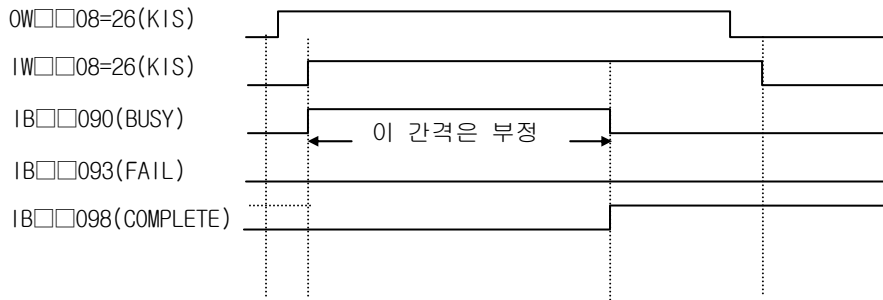 OW□□08=26(KIS)
IW□□08=26(KIS)
IB□□090(BUSY)
이 간격은 부정
IB□□093(FAIL)
IB□□098(COMPLETE)